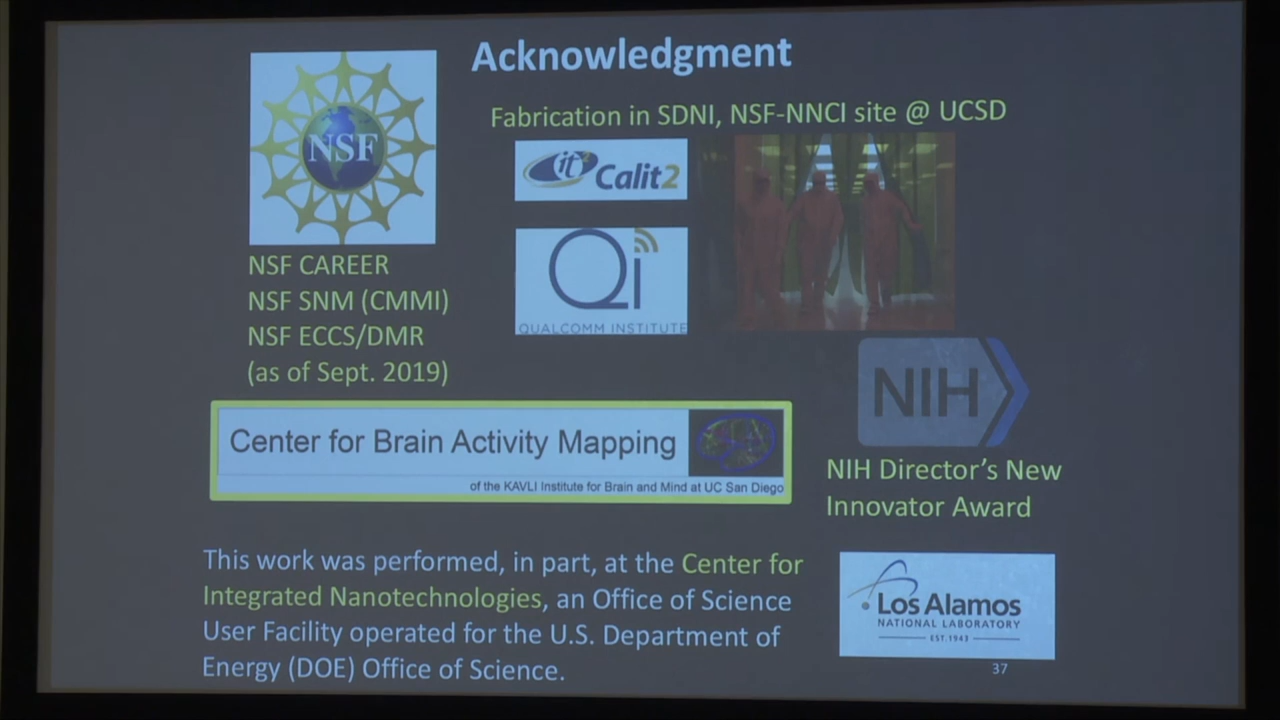 Acknowledgment
NSF
Fabrication in SDNI, NSF-NNCI site @ UCSD
it2 Calit2
Qi
QUALCOMM INSTITUTE
NSF CAREER
NSF SNM (CMMI)
NSF ECCS/DMR
(as of Sept. 2019)
NIH
NIH Director's New
Innovator Award
Center for Brain Activity Mapping
of the KAVLI Institute for Brain and Mind at UC San Diego
This work was performed, in part, at the Center for
Integrated Nanotechnologies, an Office of Science
User Facility operated for the U.S. Department of
Energy (DOE) Office of Science.
Los Alamos
NATIONAL LABORATORY
EST.1943
37